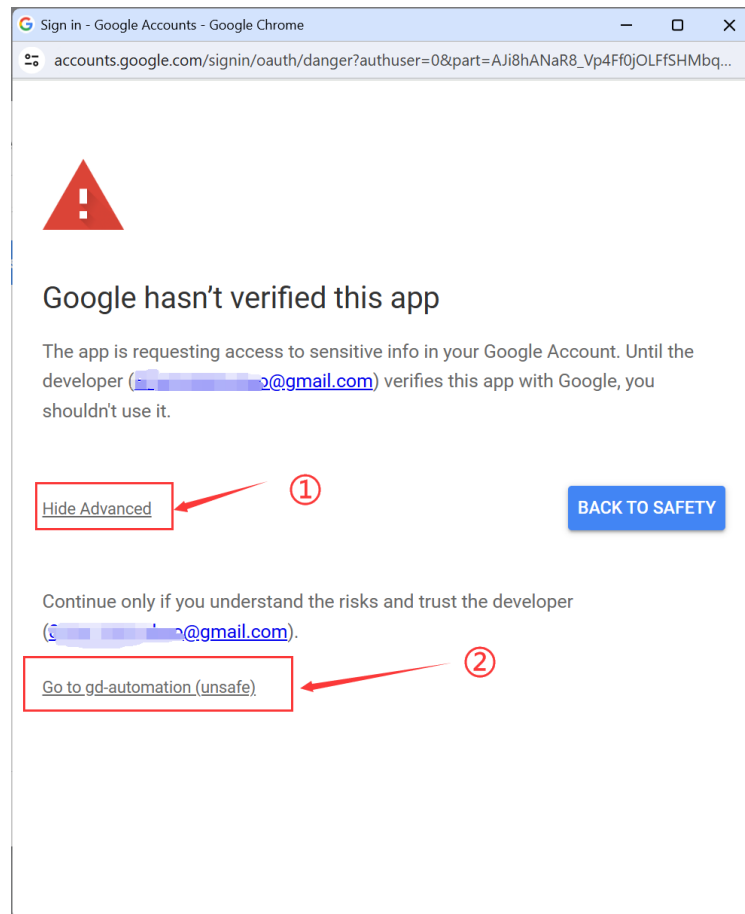 Sign in - Google Accounts - Google Chrome
accounts.google.com/signin/oauth/danger?authuser=0&part=AJi8hANaR8_Vp4Ff0jOLFfSHMbq...
Google hasn't verified this app
The app is requesting access to sensitive info in your Google Account. Until the
developer (o@gmail.com) verifies this app with Google, you
shouldn't use it.
Hide Advanced
①
BACK TO SAFETY
Continue only if you understand the risks and trust the developer
(@gmail.com).
Go to gd-automation (unsafe)
②